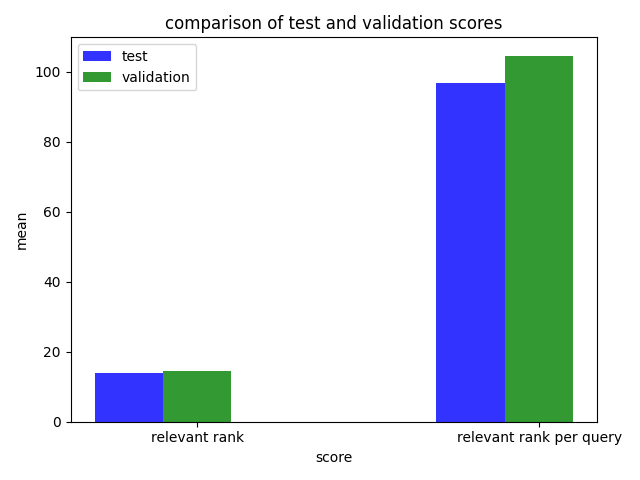 comparison of test and validation scores
test
validation
100
80
60
40
20
0
mean
relevant rank
relevant rank per query
score